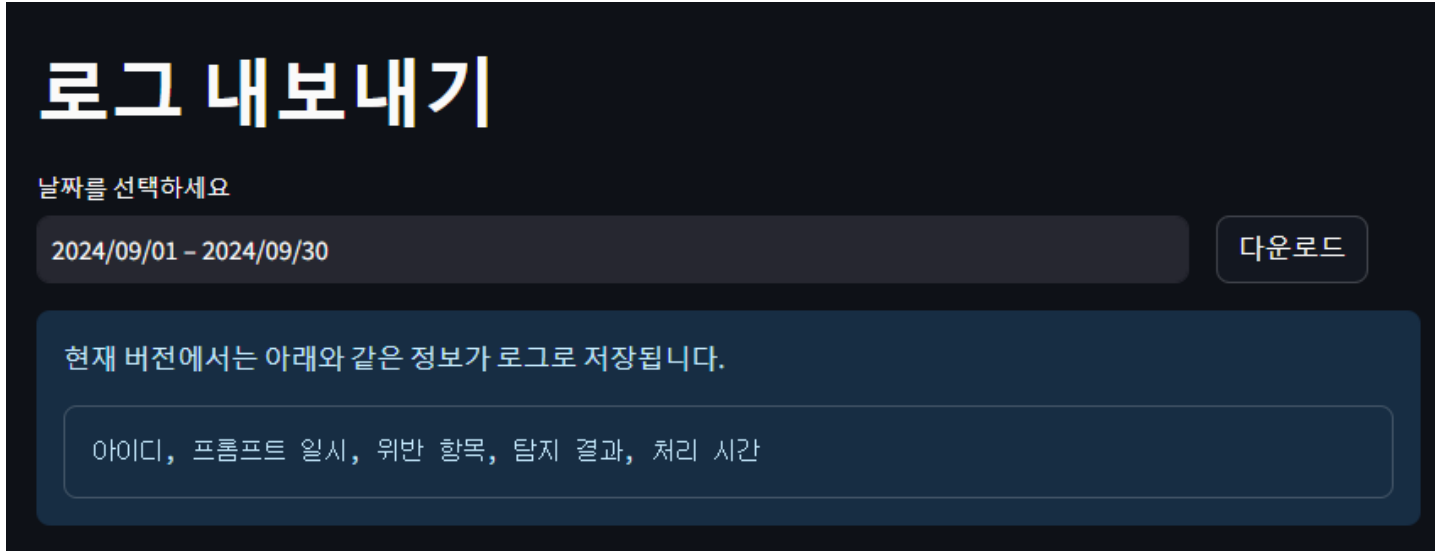 로그 내보내기
날짜를 선택하세요
2024/09/01 – 2024/09/30
다운로드
현재 버전에서는 아래와 같은 정보가 로그로 저장됩니다.
아이디, 프롬프트 일시, 위반 항목, 탐지 결과, 처리 시간